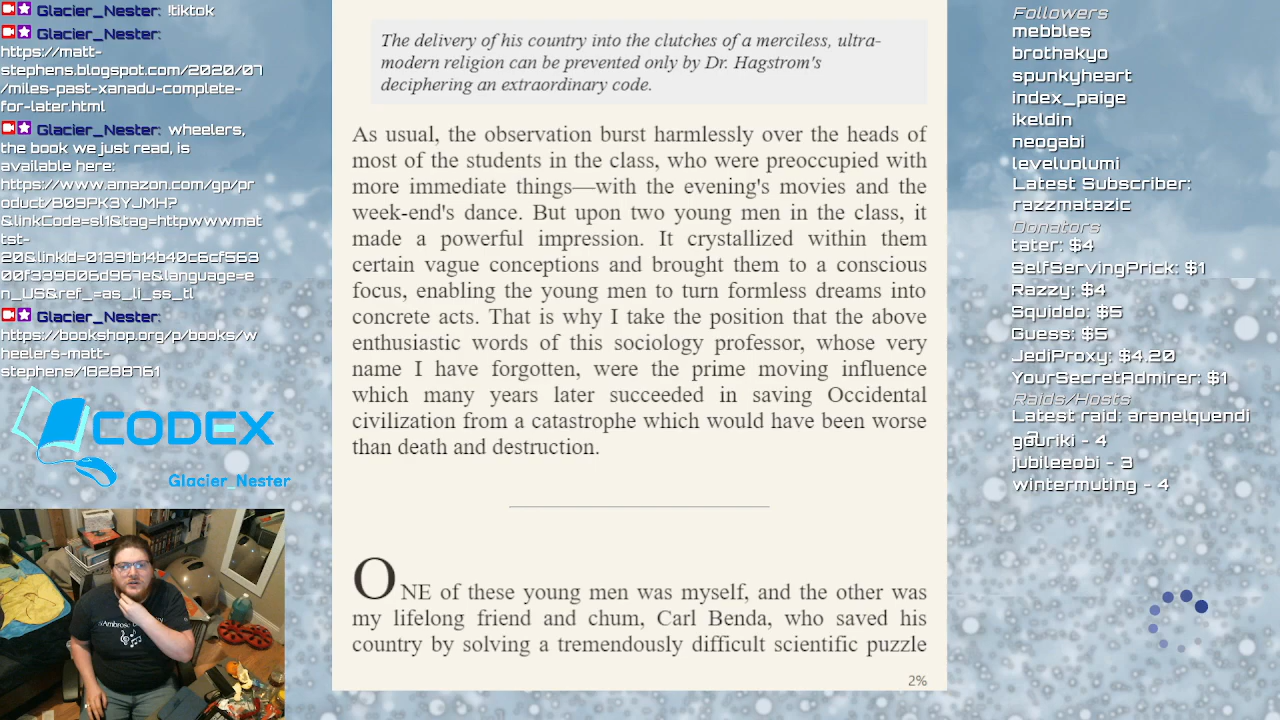 Glacier_Nester: !tiktok
Glacier_Nester:
https://matt-
stephens.blogspot.com/2020/07
/miles-past-xanadu-complete-
for-later.html
Glacier_Nester: wheelers,
the book we just read, is
available here:
https://www.amazon.com/gp/pr
oduct/B09PK3YJMH?
&linkCode=sl1&tag=httpwwwmat
tst-
20&linkId=01391b14b40c6cf563
00f339306d967e&language=e
n_US&ref_=as_li_ss_tl
Glacier_Nester:
https://bookshop.org/p/books/w
heelers-matt-
stephens/18288761
CODEX
Glacier_Nester
The delivery of his country into the clutches of a merciless, ultra-
modern religion can be prevented only by Dr. Hagstrom's
deciphering an extraordinary code.
As usual, the observation burst harmlessly over the heads of
most of the students in the class, who were preoccupied with
more immediate things—with the evening's movies and the
week-end's dance. But upon two young men in the class, it
made a powerful impression. It crystallized within them
certain vague conceptions and brought them to a conscious
focus, enabling the young men to turn formless dreams into
concrete acts. That is why I take the position that the above
enthusiastic words of this sociology professor, whose very
name I have forgotten, were the prime moving influence
which many years later succeeded in saving Occidental
civilization from a catastrophe which would have been worse
than death and destruction.
ONE of these young men was myself, and the other was
my lifelong friend and chum, Carl Benda, who saved his
country by solving a tremendously difficult scientific puzzle
2%
Followers
mebbles
brothakyo
spunkyheart
index_paige
ikeldin
neogabi
leveluplumi
Latest Subscriber:
razzmatazic
Donators
tater: $4
SelfServingPrick: $1
Razzy: $4
Squiddo: $5
Guess: $5
JediProxy: $4.20
YourSecretAdmirer: $1
Raids/Hosts
Latest raid: aranelquendi
gauriki - 4
jubileeobi - 3
wintermuting - 4